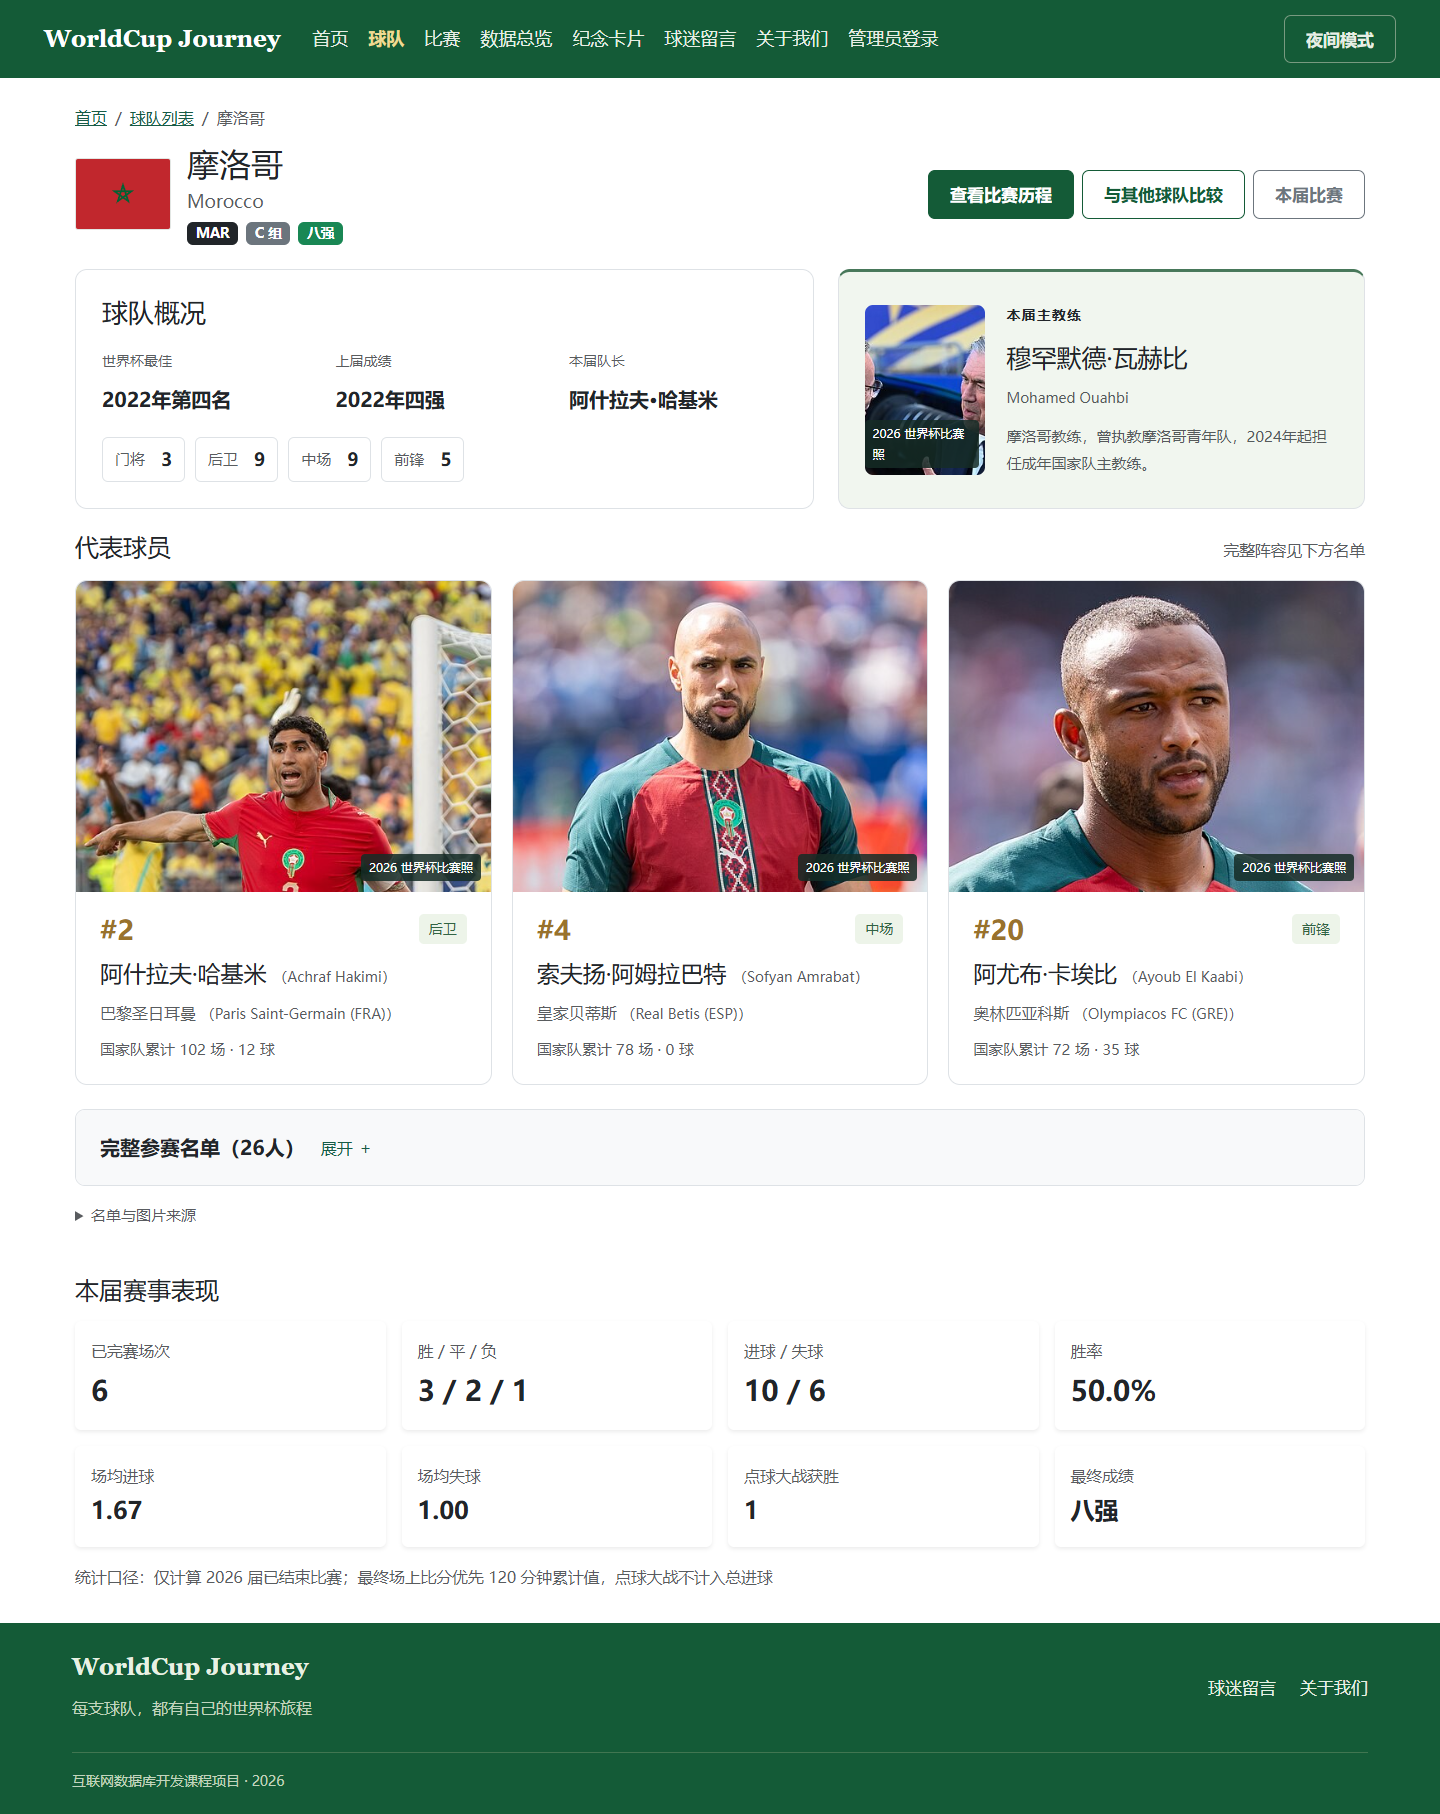 WorldCup Journey 首页 球队 比赛 数据总览 纪念卡片 球迷留言 关于我们 管理员登录 夜间模式
首页 / 球队列表 / 摩洛哥
摩洛哥
Morocco
MAR C 组 八强
查看比赛历程 与其他球队比较 本届比赛
球队概况
世界杯最佳 上届成绩 本届队长
2022年第四名 2022年四强 阿什拉夫·哈基米
门将 3 后卫 9 中场 9 前锋 5
2026 世界杯比赛
照
本届主教练
穆罕默德·瓦赫比
Mohamed Ouahbi
摩洛哥教练，曾执教摩洛哥青年队，2024年起担
任成年国家队主教练。
代表球员 完整阵容见下方名单
2026 世界杯比赛照
#2 后卫
阿什拉夫·哈基米 （Achraf Hakimi）
巴黎圣日耳曼 （Paris Saint-Germain (FRA)）
国家队累计 102 场 · 12 球
2026 世界杯比赛照
#4 中场
索夫扬·阿姆拉巴特 （Sofyan Amrabat）
皇家贝蒂斯 （Real Betis (ESP)）
国家队累计 78 场 · 0 球
2026 世界杯比赛照
#20 前锋
阿尤布·卡埃比 （Ayoub El Kaabi）
奥林匹亚科斯 （Olympiacos FC (GRE)）
国家队累计 72 场 · 35 球
完整参赛名单（26人） 展开 +
名单与图片来源
本届赛事表现
已完赛场次 胜 / 平 / 负 进球 / 失球 胜率
6 3 / 2 / 1 10 / 6 50.0%
场均进球 场均失球 点球大战获胜 最终成绩
1.67 1.00 1 八强
统计口径：仅计算 2026 届已结束比赛；最终场上比分优先 120 分钟累计值，点球大战不计入总进球
WorldCup Journey
每支球队，都有自己的世界杯旅程
球迷留言 关于我们
互联网数据库开发课程项目 · 2026